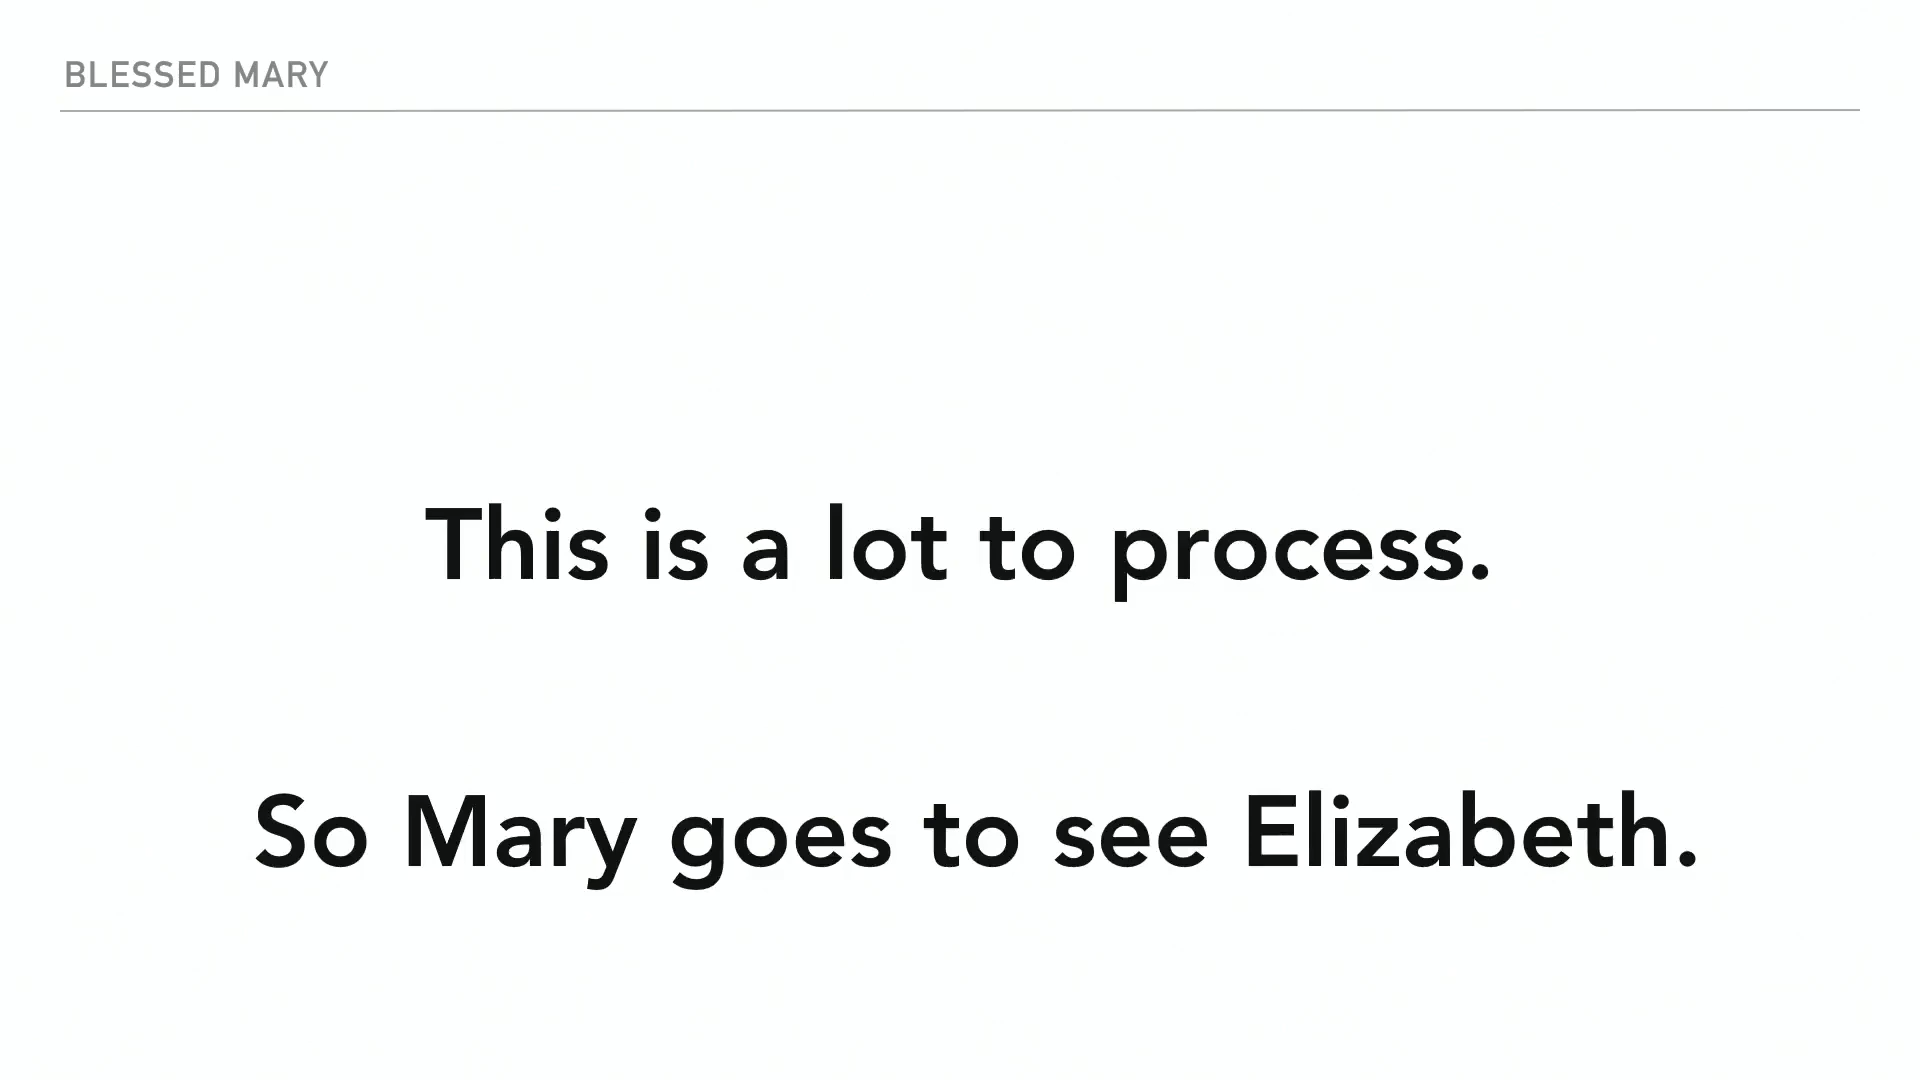 BLESSED MARY
This is a lot to process.
So Mary goes to see Elizabeth.